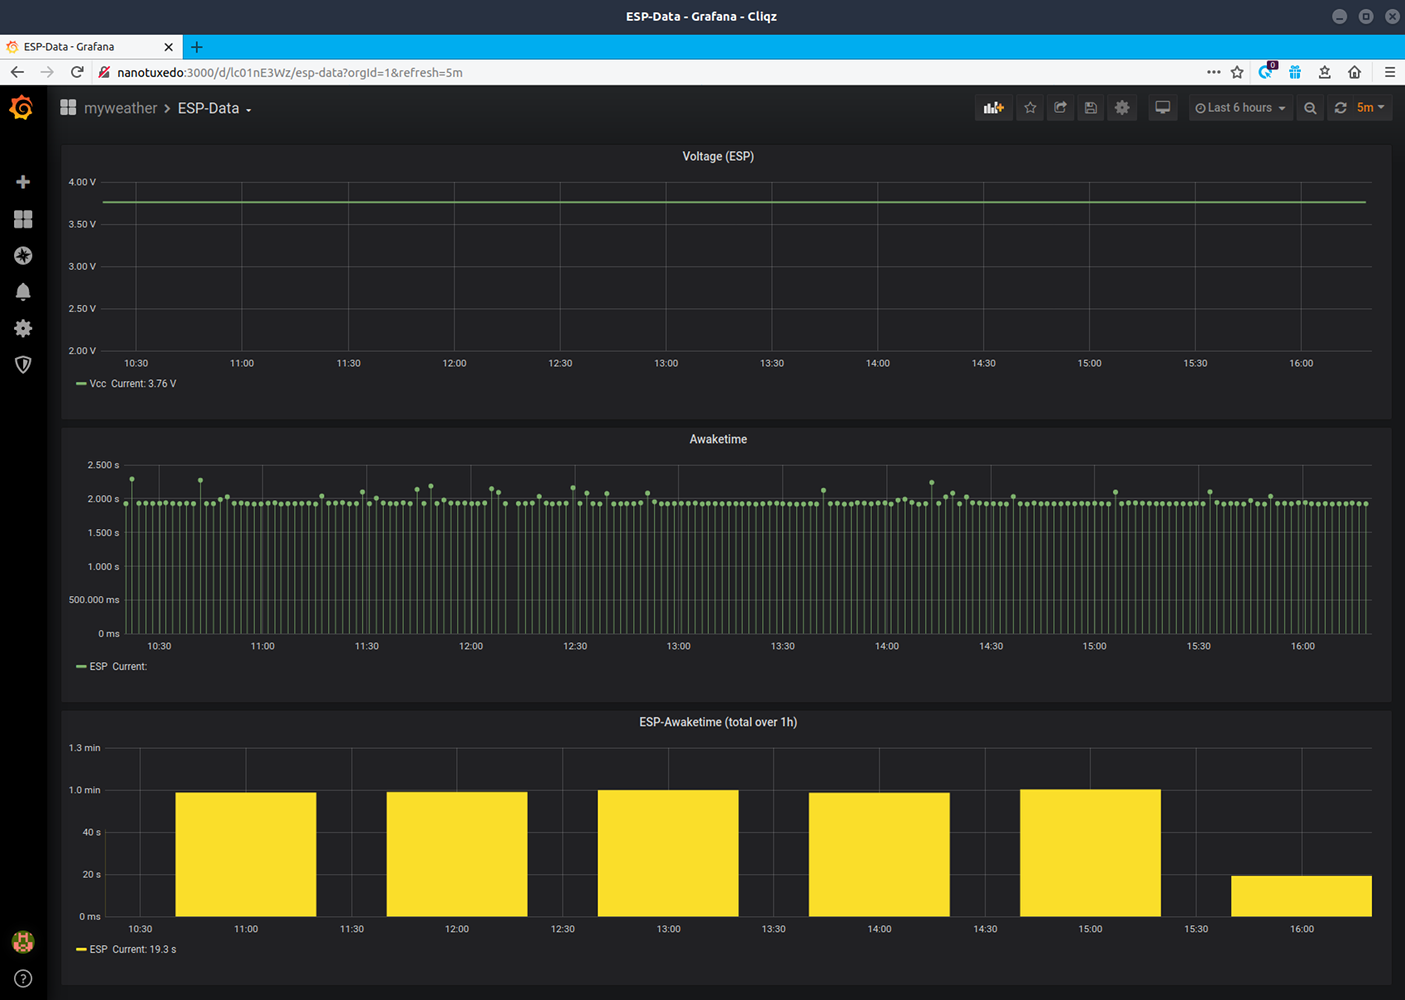 ESP-Data - Grafana - Cliqz
ESP-Data - Grafana
nanotuxedo:3000/d/lc01nE3Wz/esp-data?orgId=1&refresh=5m
0
myweather > ESP-Data
Last 6 hours
5m
Voltage (ESP)
4.00 V
3.50 V
3.00 V
2.50 V
2.00 V
10:30 11:00 11:30 12:00 12:30 13:00 13:30 14:00 14:30 15:00 15:30 16:00
Vcc Current: 3.76 V
Awaketime
2.500 s
2.000 s
1.500 s
1.000 s
500.000 ms
0 ms
10:30 11:00 11:30 12:00 12:30 13:00 13:30 14:00 14:30 15:00 15:30 16:00
ESP Current:
ESP-Awaketime (total over 1h)
1.3 min
1.0 min
40 s
20 s
0 ms
10:30 11:00 11:30 12:00 12:30 13:00 13:30 14:00 14:30 15:00 15:30 16:00
ESP Current: 19.3 s